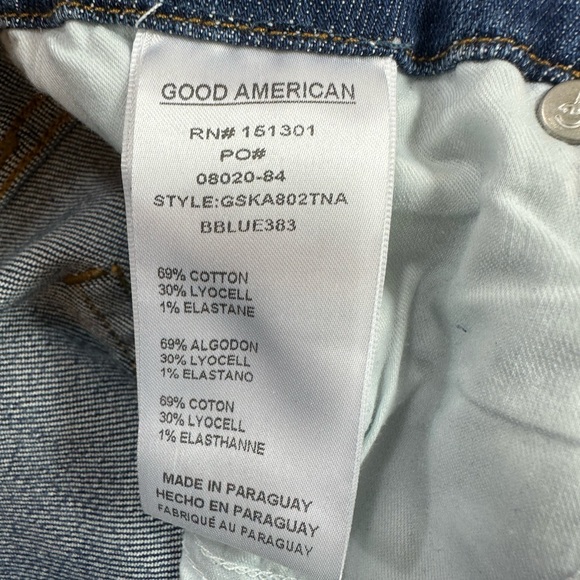 GOOD AMERICAN
RN# 151301
PO#
08020-84
STYLE:GSKA802TNA
BBLUE383
69% COTTON
30% LYOCELL
1% ELASTANE
69% ALGODON
30% LYOCELL
1% ELASTANO
69% COTON
30% LYOCELL
1% ELASTHANNE
MADE IN PARAGUAY
HECHO EN PARAGUAY
FABRIQUÉ AU PARAGUAY